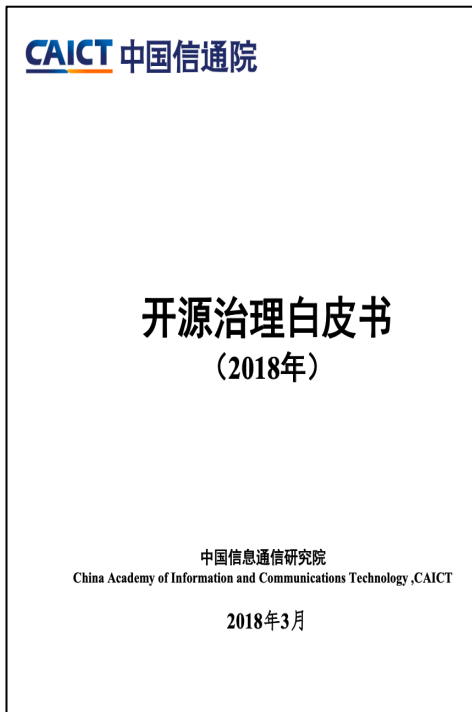 CAICT 中国信通院
开源治理白皮书
（2018年）
中国信息通信研究院
China Academy of Information and Communications Technology ,CAICT
2018年3月